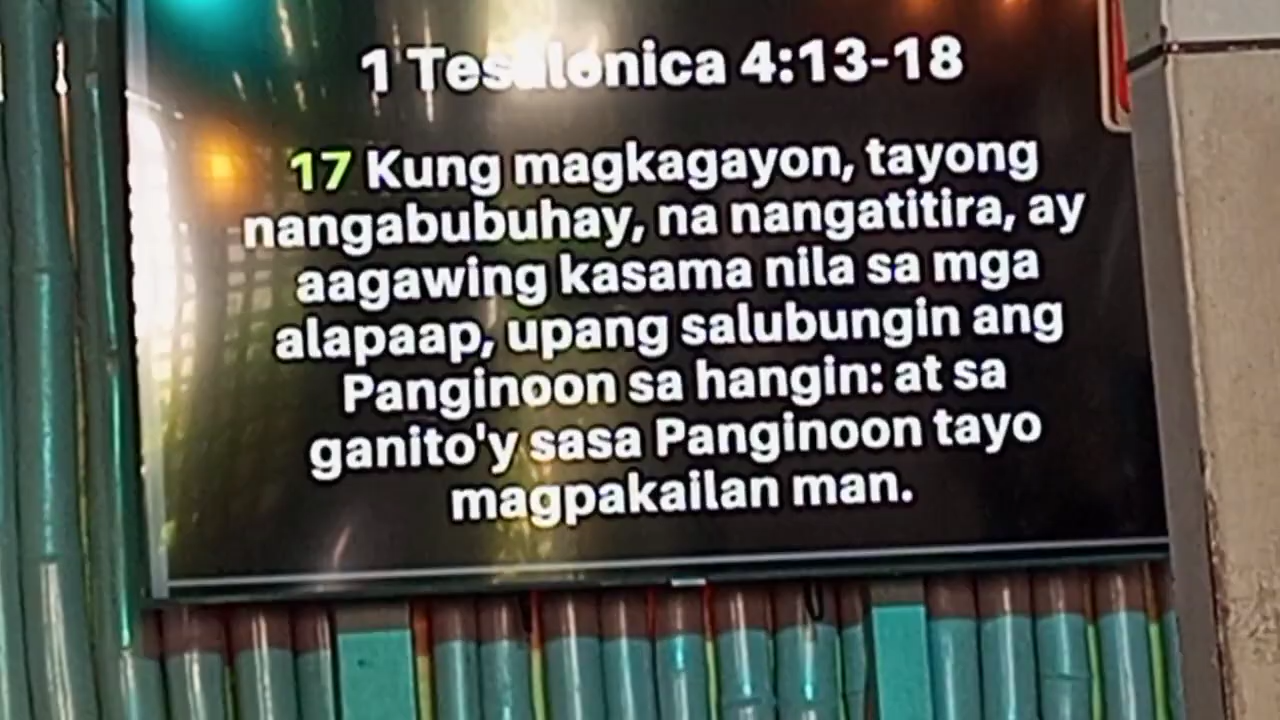 1 Tesalonica 4:13-18
17 Kung magkagayon, tayong
nangabubuhay, na nangatitira, ay
aagawing kasama nila sa mga
alapaap, upang salubungin ang
Panginoon sa hangin: at sa
ganito'y sasa Panginoon tayo
magpakailan man.